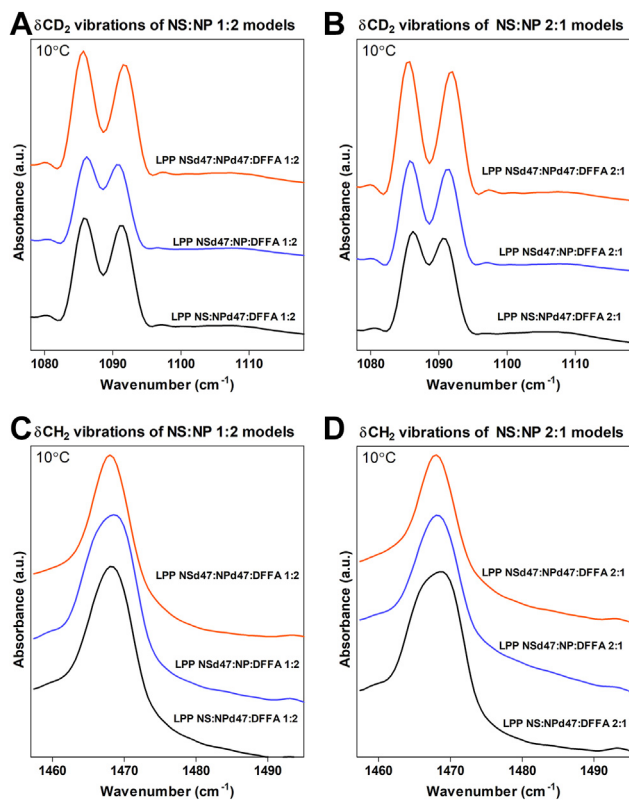 A δCD₂ vibrations of NS:NP 1:2 models
10°C
LPP NSd47:NPd47:DFFA 1:2
LPP NSd47:NP:DFFA 1:2
LPP NS:NPd47:DFFA 1:2
Absorbance (a.u.)
1080 1090 1100 1110
Wavenumber (cm⁻¹)
B δCD₂ vibrations of NS:NP 2:1 models
10°C
LPP NSd47:NPd47:DFFA 2:1
LPP NSd47:NP:DFFA 2:1
LPP NS:NPd47:DFFA 2:1
Absorbance (a.u.)
1080 1090 1100 1110
Wavenumber (cm⁻¹)
C δCH₂ vibrations of NS:NP 1:2 models
10°C
LPP NSd47:NPd47:DFFA 1:2
LPP NSd47:NP:DFFA 1:2
LPP NS:NPd47:DFFA 1:2
Absorbance (a.u.)
1460 1470 1480 1490
Wavenumber (cm⁻¹)
D δCH₂ vibrations of NS:NP 2:1 models
10°C
LPP NSd47:NPd47:DFFA 2:1
LPP NSd47:NP:DFFA 2:1
LPP NS:NPd47:DFFA 2:1
Absorbance (a.u.)
1460 1470 1480 1490
Wavenumber (cm⁻¹)